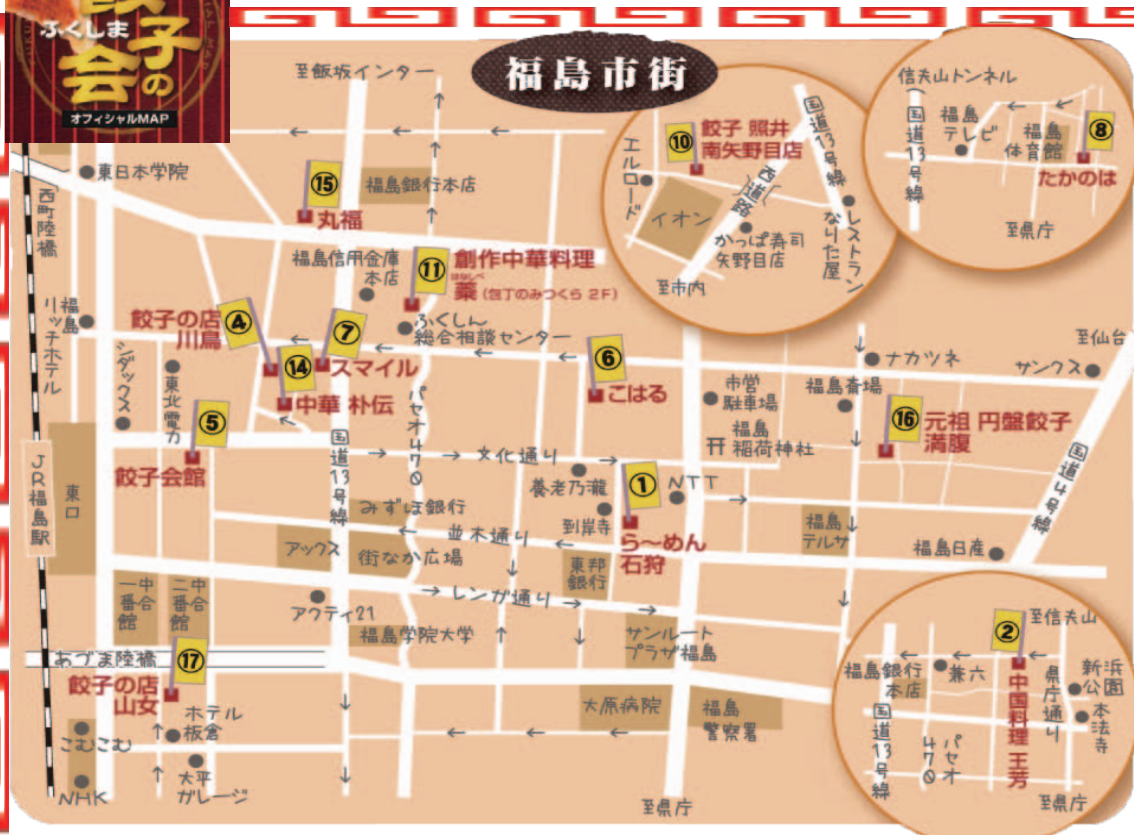 ふくしま
餃子の
会
オフィシャルMAP
福島市街
至飯坂インター
東日本学院
西町陸橋
⑮
丸福
福島銀行本店
福島信用金庫
本店
⑪
創作中華料理
はなしべ
蘂(包丁のみつくら 2F)
ふくしん
総合相談センター
④
餃子の店
川鳥
⑦
スマイル
⑭
中華 朴伝
⑥
こはる
福島
リッチホテル
シダックス
東北電力
⑤
餃子会館
国道13号線
パセオ470
文化通り
養老乃瀧
到岸寺
①
ら〜めん
石狩
NTT
市営
駐車場
福島
稲荷神社
福島斎場
ナカツネ
サンクス
至仙台
⑯
元祖 円盤餃子
満腹
国道4号線
JR福島駅
東口
みずほ銀行
並木通り
アックス
街なか広場
東邦
銀行
福島
テルサ
福島日産
レンガ通り
アクティ21
福島学院大学
サンルート
プラザ福島
中合
一番館
中合
二番館
あづま陸橋
⑰
餃子の店
山女
ホテル
板倉
こむこむ
NHK
太平
ガレージ
大原病院
福島
警察署
至県庁
⑩
餃子 照井
南矢野目店
エルロード
イオン
西道路
国道13号線
かっぱ寿司
矢野目店
レストラン
なりた屋
至市内
信夫山トンネル
国道13号線
福島
テレビ
福島
体育館
⑧
たかのは
至県庁
②
至信夫山
福島銀行
本店
兼六
中国料理 王芳
県庁通り
新浜
公園
本法寺
国道13号線
パセオ
470
至県庁